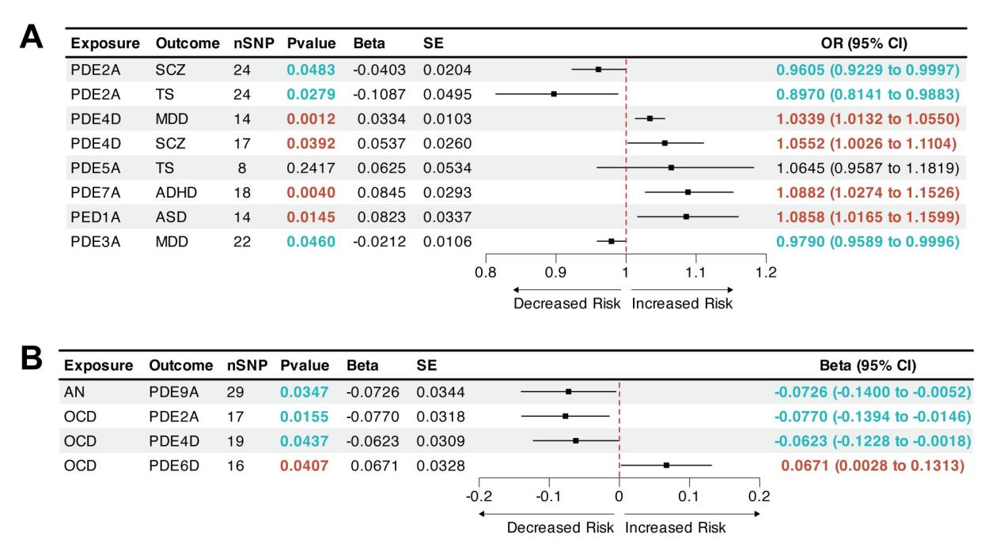 A
Exposure Outcome nSNP Pvalue Beta SE OR (95% CI)
PDE2A SCZ 24 0.0483 -0.0403 0.0204 0.9605 (0.9229 to 0.9997)
PDE2A TS 24 0.0279 -0.1087 0.0495 0.8970 (0.8141 to 0.9883)
PDE4D MDD 14 0.0012 0.0334 0.0103 1.0339 (1.0132 to 1.0550)
PDE4D SCZ 17 0.0392 0.0537 0.0260 1.0552 (1.0026 to 1.1104)
PDE5A TS 8 0.2417 0.0625 0.0534 1.0645 (0.9587 to 1.1819)
PDE7A ADHD 18 0.0040 0.0845 0.0293 1.0882 (1.0274 to 1.1526)
PED1A ASD 14 0.0145 0.0823 0.0337 1.0858 (1.0165 to 1.1599)
PDE3A MDD 22 0.0460 -0.0212 0.0106 0.9790 (0.9589 to 0.9996)
0.8 0.9 1 1.1 1.2
Decreased Risk Increased Risk
B
Exposure Outcome nSNP Pvalue Beta SE Beta (95% CI)
AN PDE9A 29 0.0347 -0.0726 0.0344 -0.0726 (-0.1400 to -0.0052)
OCD PDE2A 17 0.0155 -0.0770 0.0318 -0.0770 (-0.1394 to -0.0146)
OCD PDE4D 19 0.0437 -0.0623 0.0309 -0.0623 (-0.1228 to -0.0018)
OCD PDE6D 16 0.0407 0.0671 0.0328 0.0671 (0.0028 to 0.1313)
-0.2 -0.1 0 0.1 0.2
Decreased Risk Increased Risk